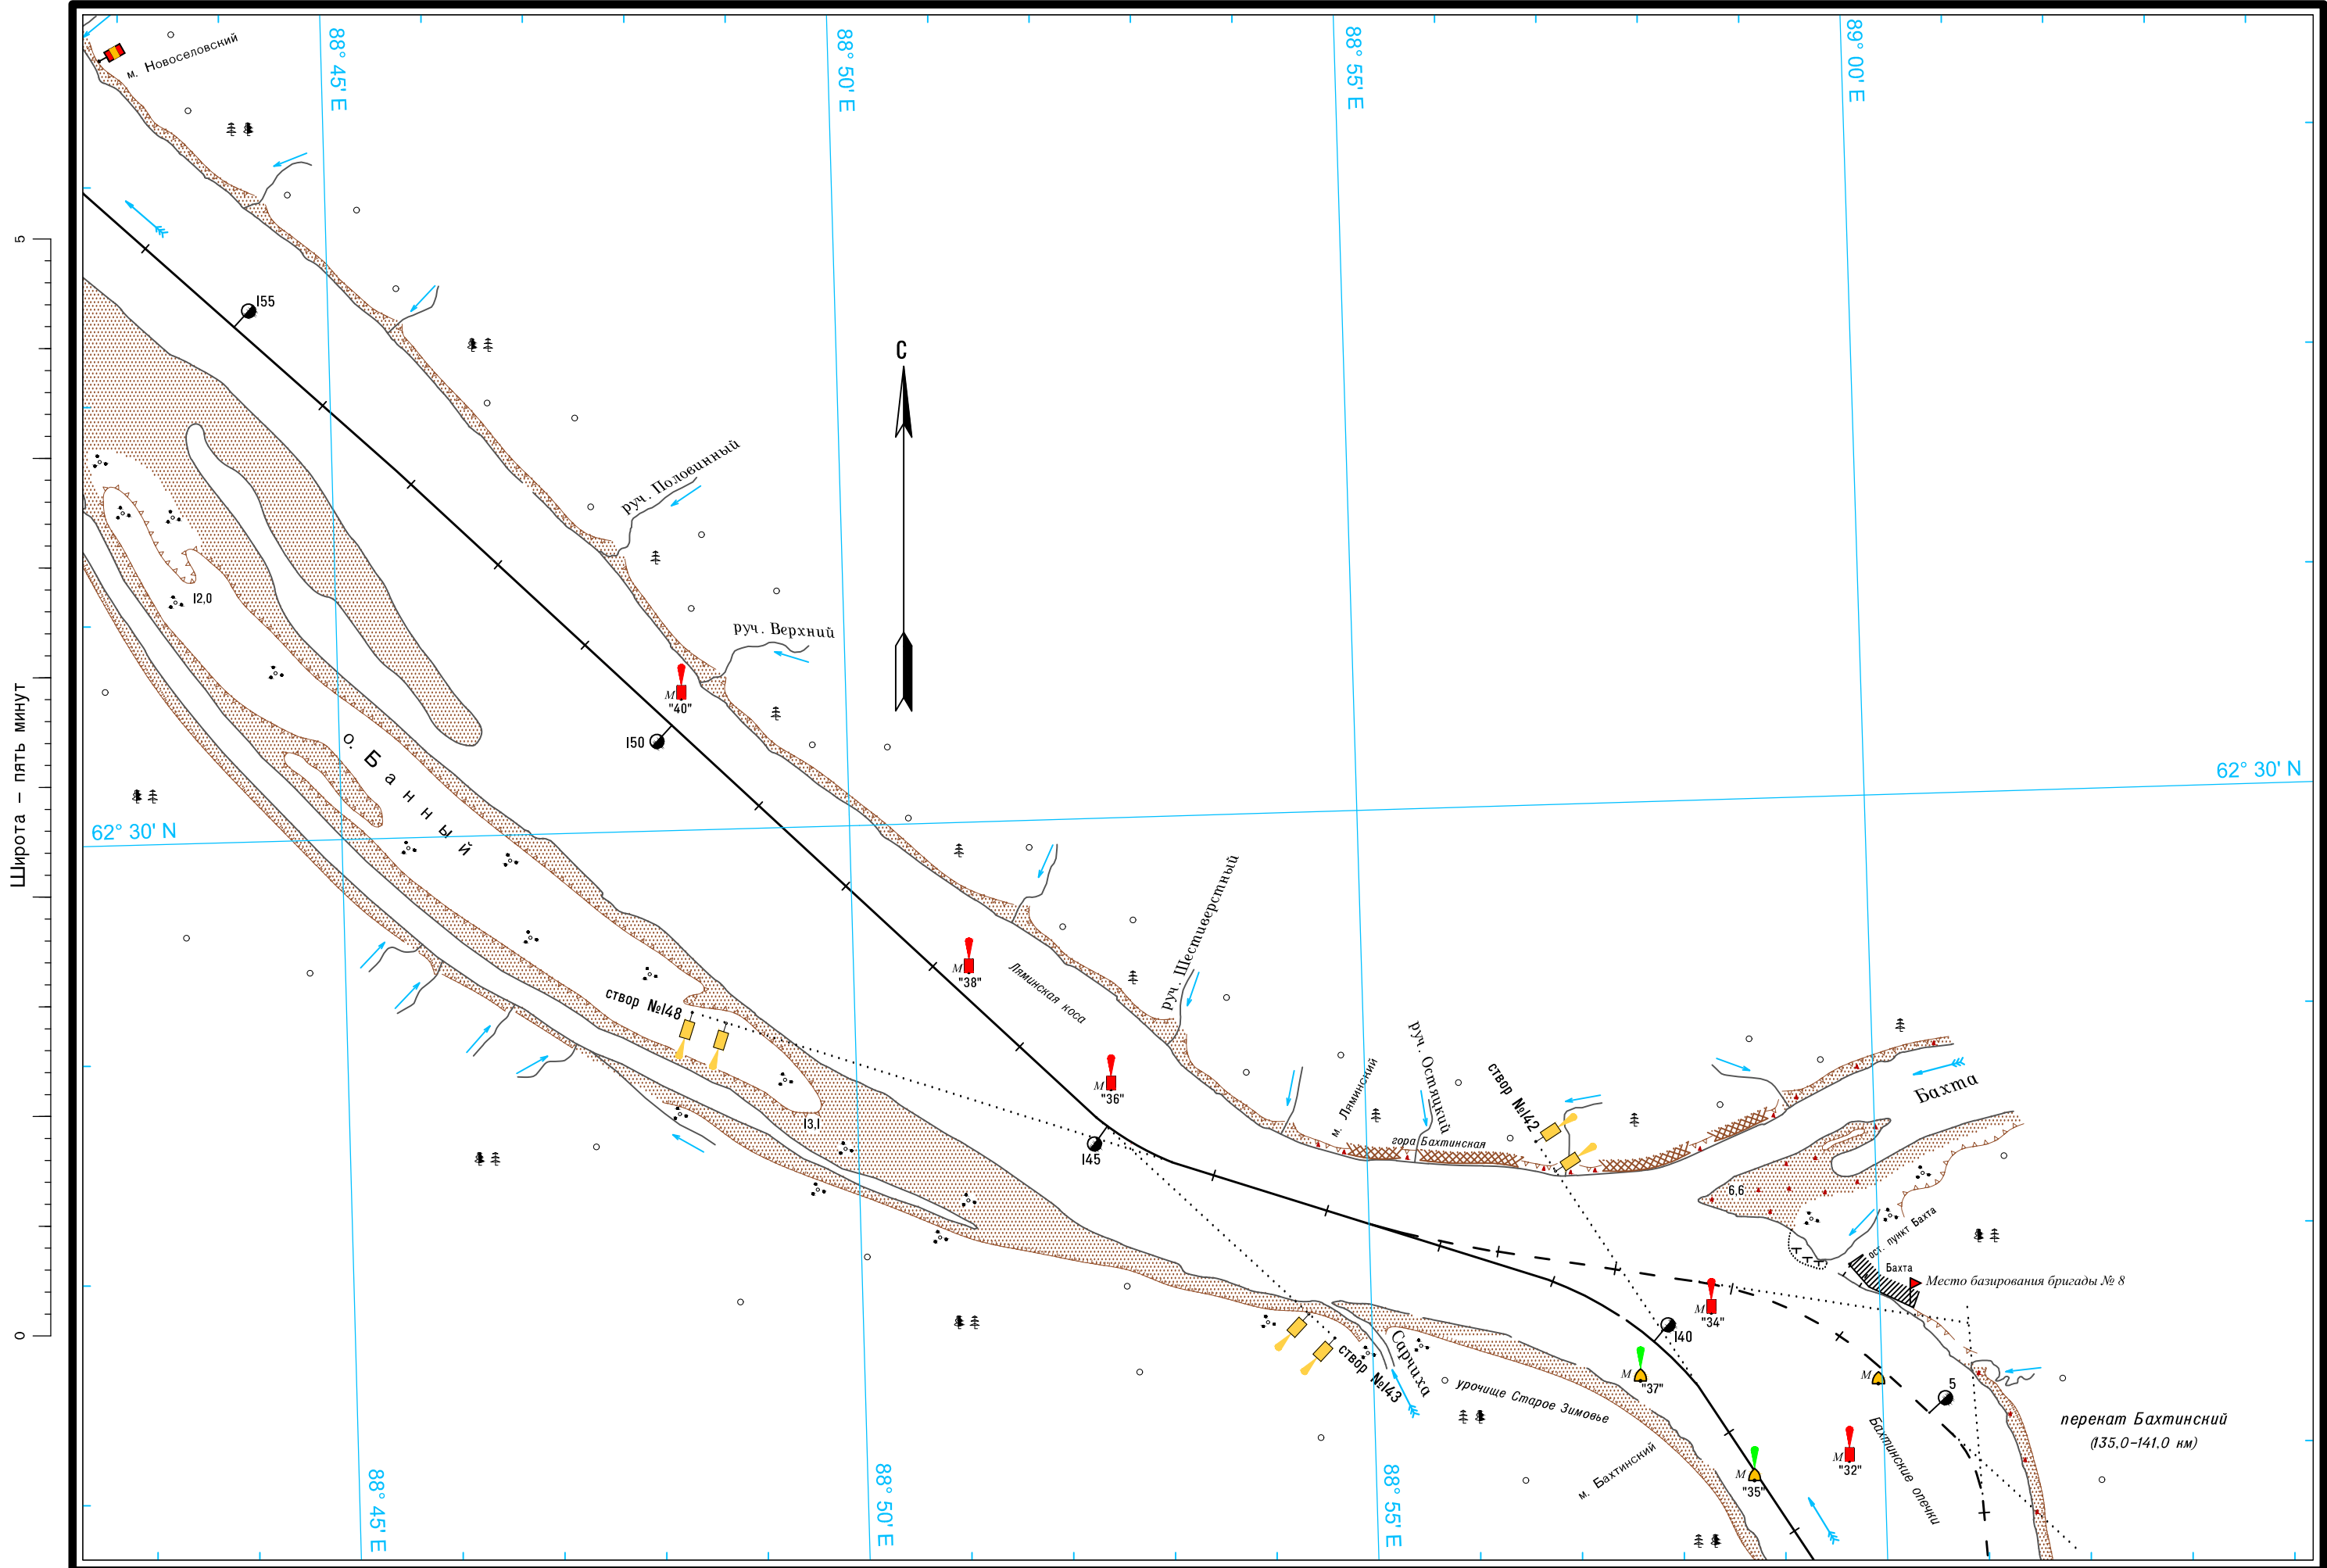 м. Новоселовский
88° 45' E
88° 50' E
88° 55' E
89° 00' E
5
155
руч. Половинный
С
12,0
руч. Верхний
М
"40"
150
о. Банный
62° 30' N
62° 30' N
Широта – пять минут
М
"38"
Ляминская коса
руч. Шестиверстный
створ №148
М
"36"
м. Ляминский
руч. Остяцкий
створ №142
Бахта
13,1
145
гора Бахтинская
6,6
ост. пункт Бахта
Бахта
Место базирования бригады № 8
М
"34"
0
140
створ №143
Сарчиха
М
"37"
М
5
урочище Старое Зимовье
перекат Бахтинский
(135,0–141,0 км)
м. Бахтинский
М
"35"
М
"32"
Бахтинские опечки
88° 45' E
88° 50' E
88° 55' E